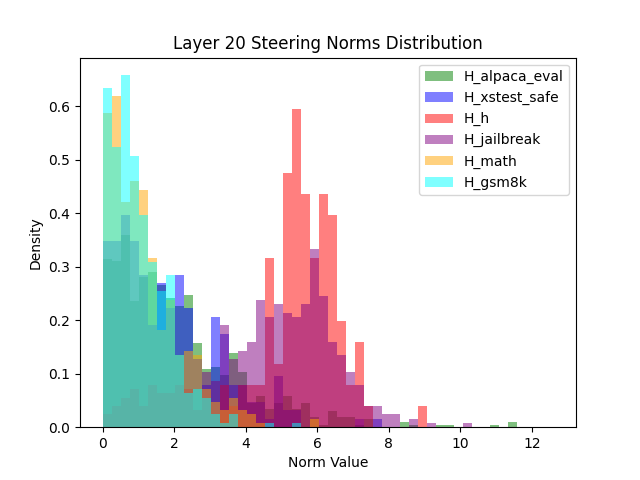 Layer 20 Steering Norms Distribution
H_alpaca_eval
H_xstest_safe
H_h
H_jailbreak
H_math
H_gsm8k
Density
0.6
0.5
0.4
0.3
0.2
0.1
0.0
0 2 4 6 8 10 12
Norm Value